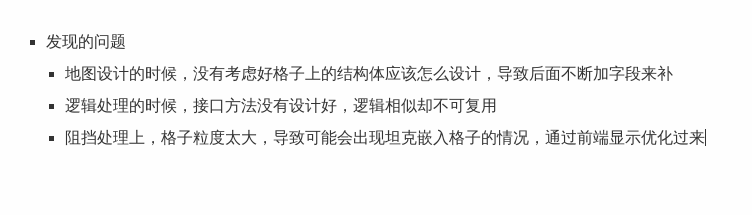 发现的问题
地图设计的时候，没有考虑好格子上的结构体应该怎么设计，导致后面不断加字段来补
逻辑处理的时候，接口方法没有设计好，逻辑相似却不可复用
阻挡处理上，格子粒度太大，导致可能会出现坦克嵌入格子的情况，通过前端显示优化过来